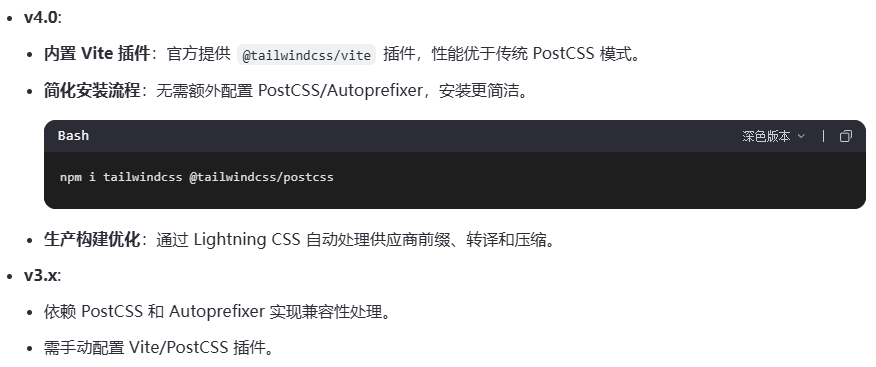 v4.0:
内置 Vite 插件：官方提供 @tailwindcss/vite 插件，性能优于传统 PostCSS 模式。
简化安装流程：无需额外配置 PostCSS/Autoprefixer，安装更简洁。
Bash 深色版本
npm i tailwindcss @tailwindcss/postcss
生产构建优化：通过 Lightning CSS 自动处理供应商前缀、转译和压缩。
v3.x:
依赖 PostCSS 和 Autoprefixer 实现兼容性处理。
需手动配置 Vite/PostCSS 插件。